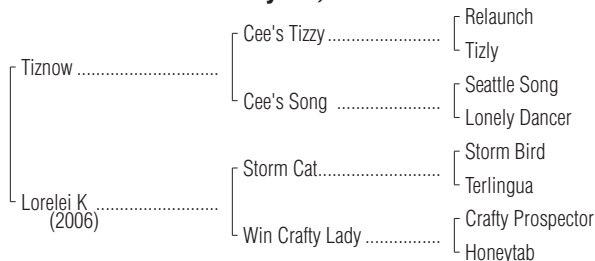 Relaunch
Cee's Tizzy ....................
Tizly
Tiznow .........................
Seattle Song
Cee's Song ..................
Lonely Dancer
Storm Bird
Storm Cat......................
Terlingua
Lorelei K ......................
(2006)
Crafty Prospector
Win Crafty Lady .............
Honeytab